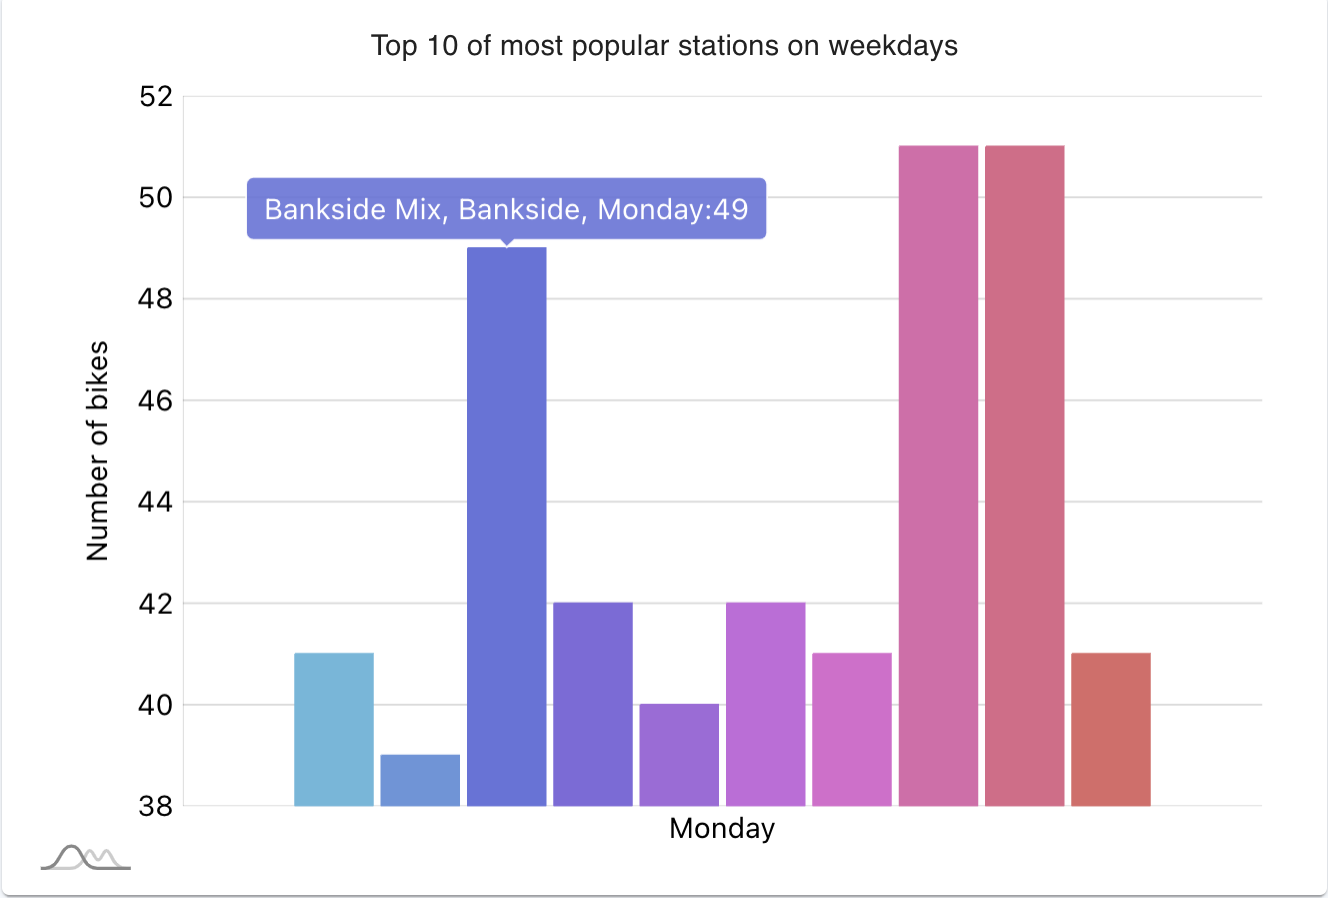 Top 10 of most popular stations on weekdays
52
50
Bankside Mix, Bankside, Monday:49
48
46
44
42
40
38
Number of bikes
Monday